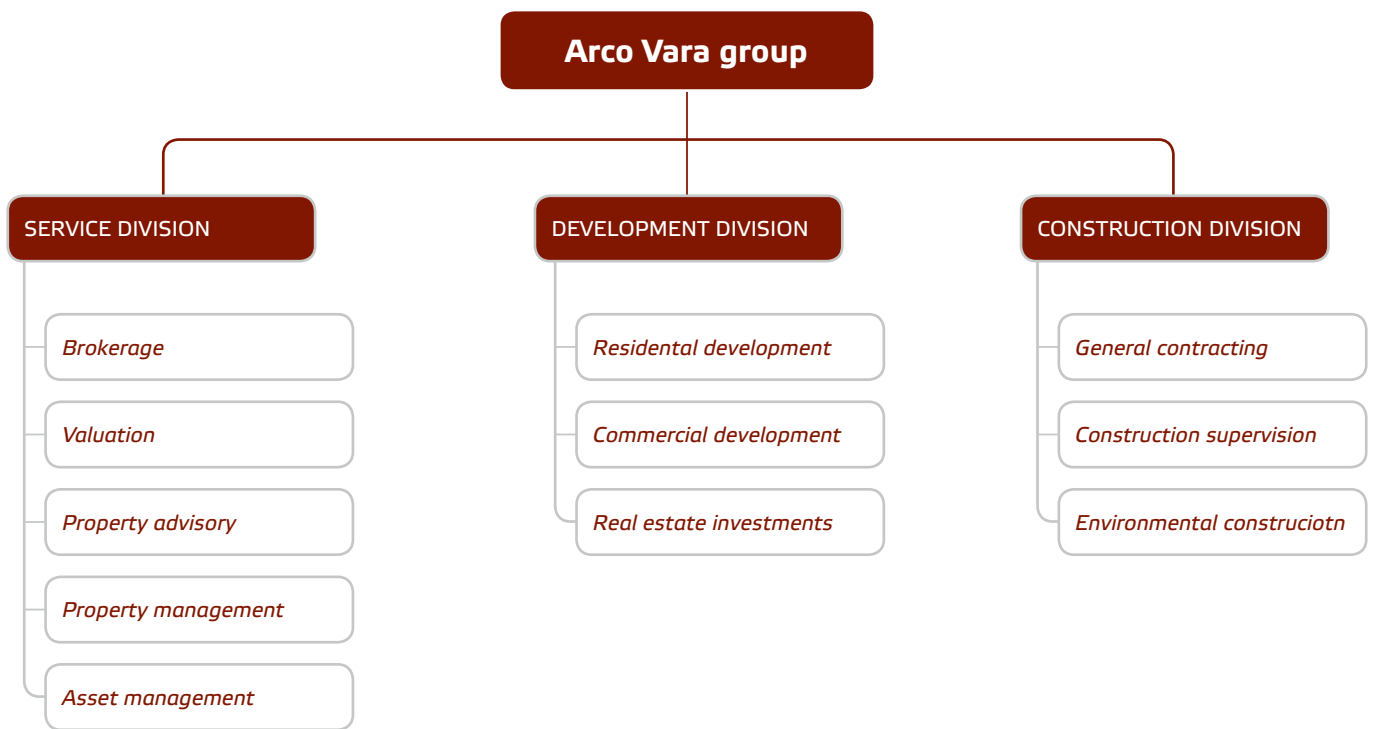 Arco Vara group
SERVICE DIVISION
Brokerage
Valuation
Property advisory
Property management
Asset management
DEVELOPMENT DIVISION
Residental development
Commercial development
Real estate investments
CONSTRUCTION DIVISION
General contracting
Construction supervision
Environmental construciotn